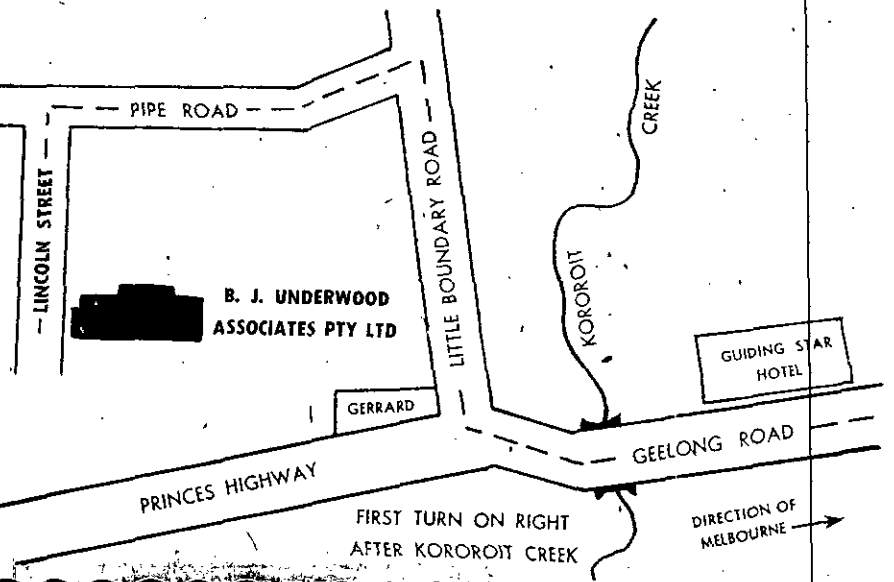 PIPE ROAD
LINCOLN STREET
B. J. UNDERWOOD
ASSOCIATES PTY LTD
LITTLE BOUNDARY ROAD
KOROROIT
CREEK
GUIDING STAR
HOTEL
GERRARD
GEELONG ROAD
PRINCES HIGHWAY
FIRST TURN ON RIGHT
AFTER KOROROIT CREEK
DIRECTION OF
MELBOURNE